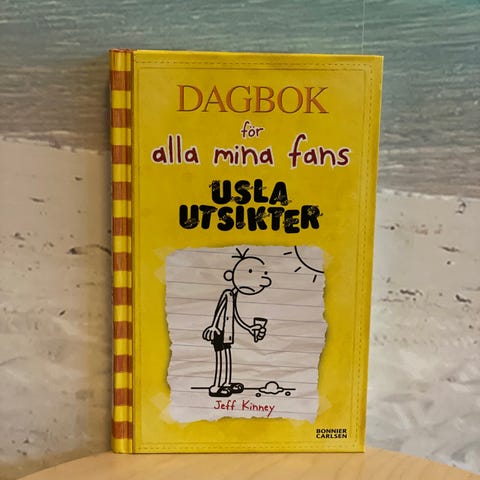 DAGBOK
för
alla mina fans
USLA
UTSIKTER
Jeff Kinney
BONNIER
CARLSEN